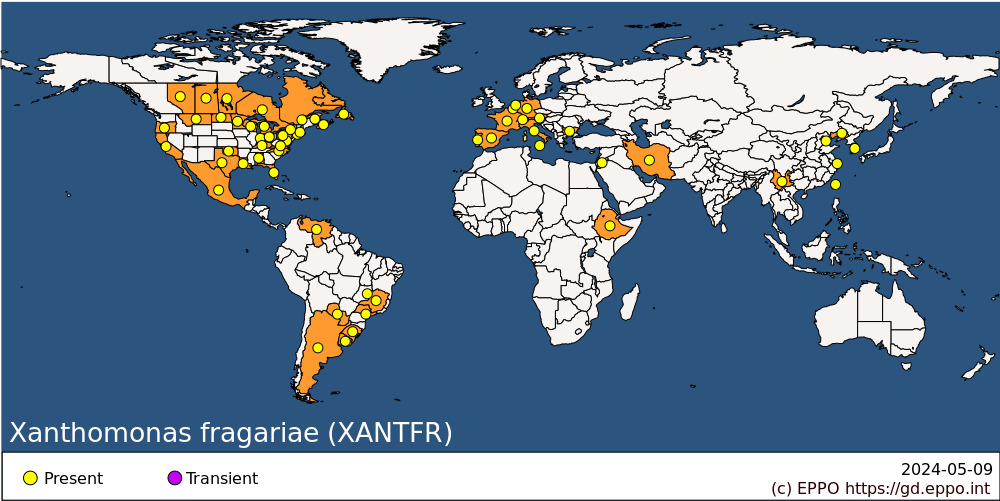 Xanthomonas fragariae (XANTFR)
Present
Transient
2024-05-09
(c) EPPO https://gd.eppo.int